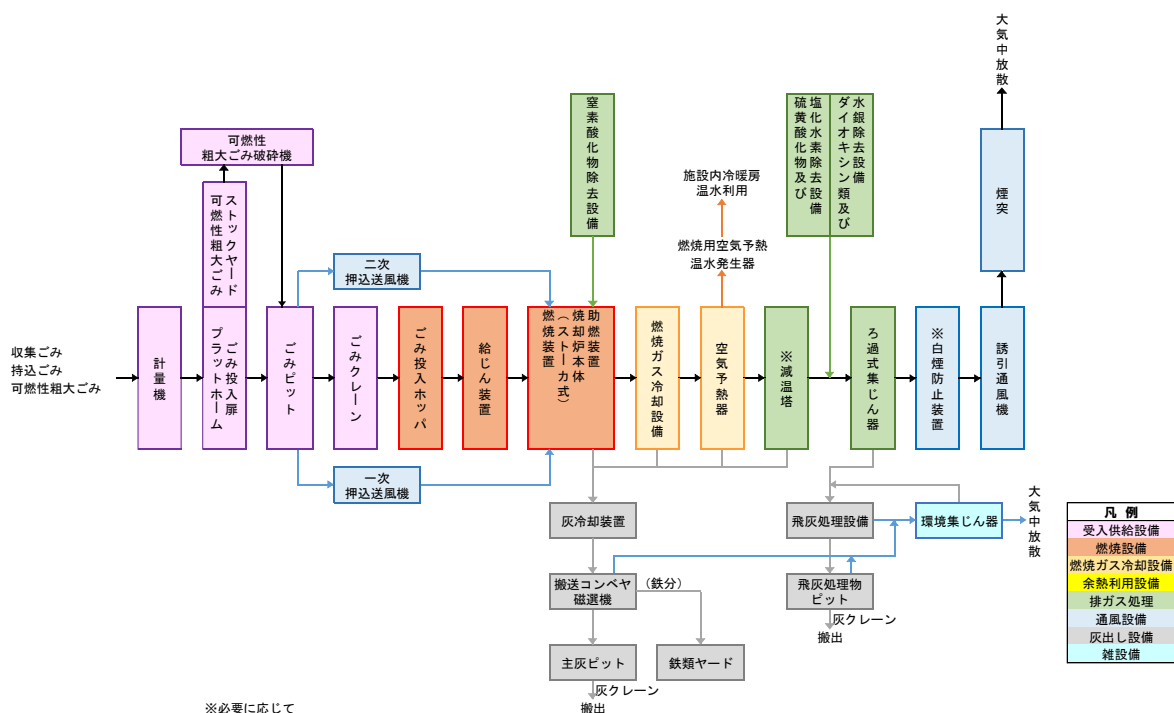 大気中放散
窒素酸化物除去設備
硫黄酸化物及び
塩化水素除去設備
ダイオキシン類及び
水銀除去設備
煙突
可燃性
粗大ごみ破砕機
可燃性粗大ごみ
ストックヤード
施設内冷暖房
温水利用
燃焼用空気予熱
温水発生器
二次
押込送風機
収集ごみ
持込ごみ
可燃性粗大ごみ
計量機
プラットホーム
ごみ投入扉
ごみピット
ごみクレーン
ごみ投入ホッパ
給じん装置
燃焼装置
(ストーカ式)
焼却炉本体
助燃装置
燃焼ガス冷却設備
空気予熱器
※減温塔
ろ過式集じん器
※白煙防止装置
誘引通風機
一次
押込送風機
灰冷却装置
飛灰処理設備
環境集じん器
大気中放散
搬送コンベヤ
磁選機
(鉄分)
飛灰処理物
ピット
灰クレーン
搬出
主灰ピット
鉄類ヤード
灰クレーン
搬出
※必要に応じて
凡 例
受入供給設備
燃焼設備
燃焼ガス冷却設備
余熱利用設備
排ガス処理
通風設備
灰出し設備
雑設備